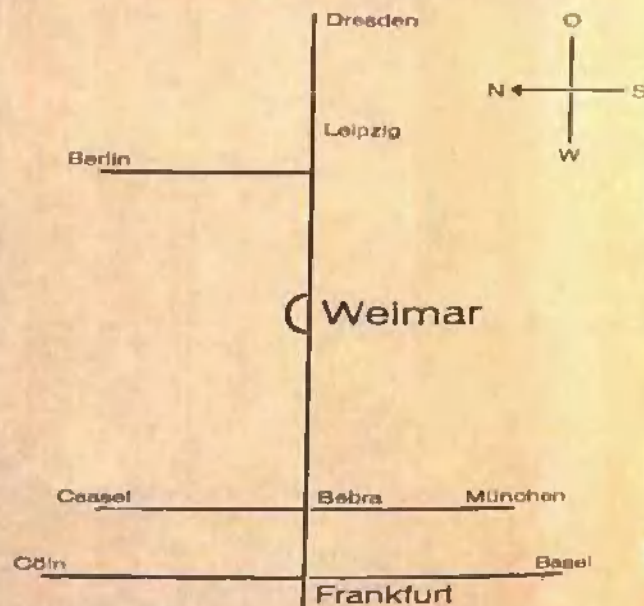 Dresden
O
N S
Leipzig
W
Berlin
Weimar
Cassel Bebra München
Cöln Basel
Frankfurt